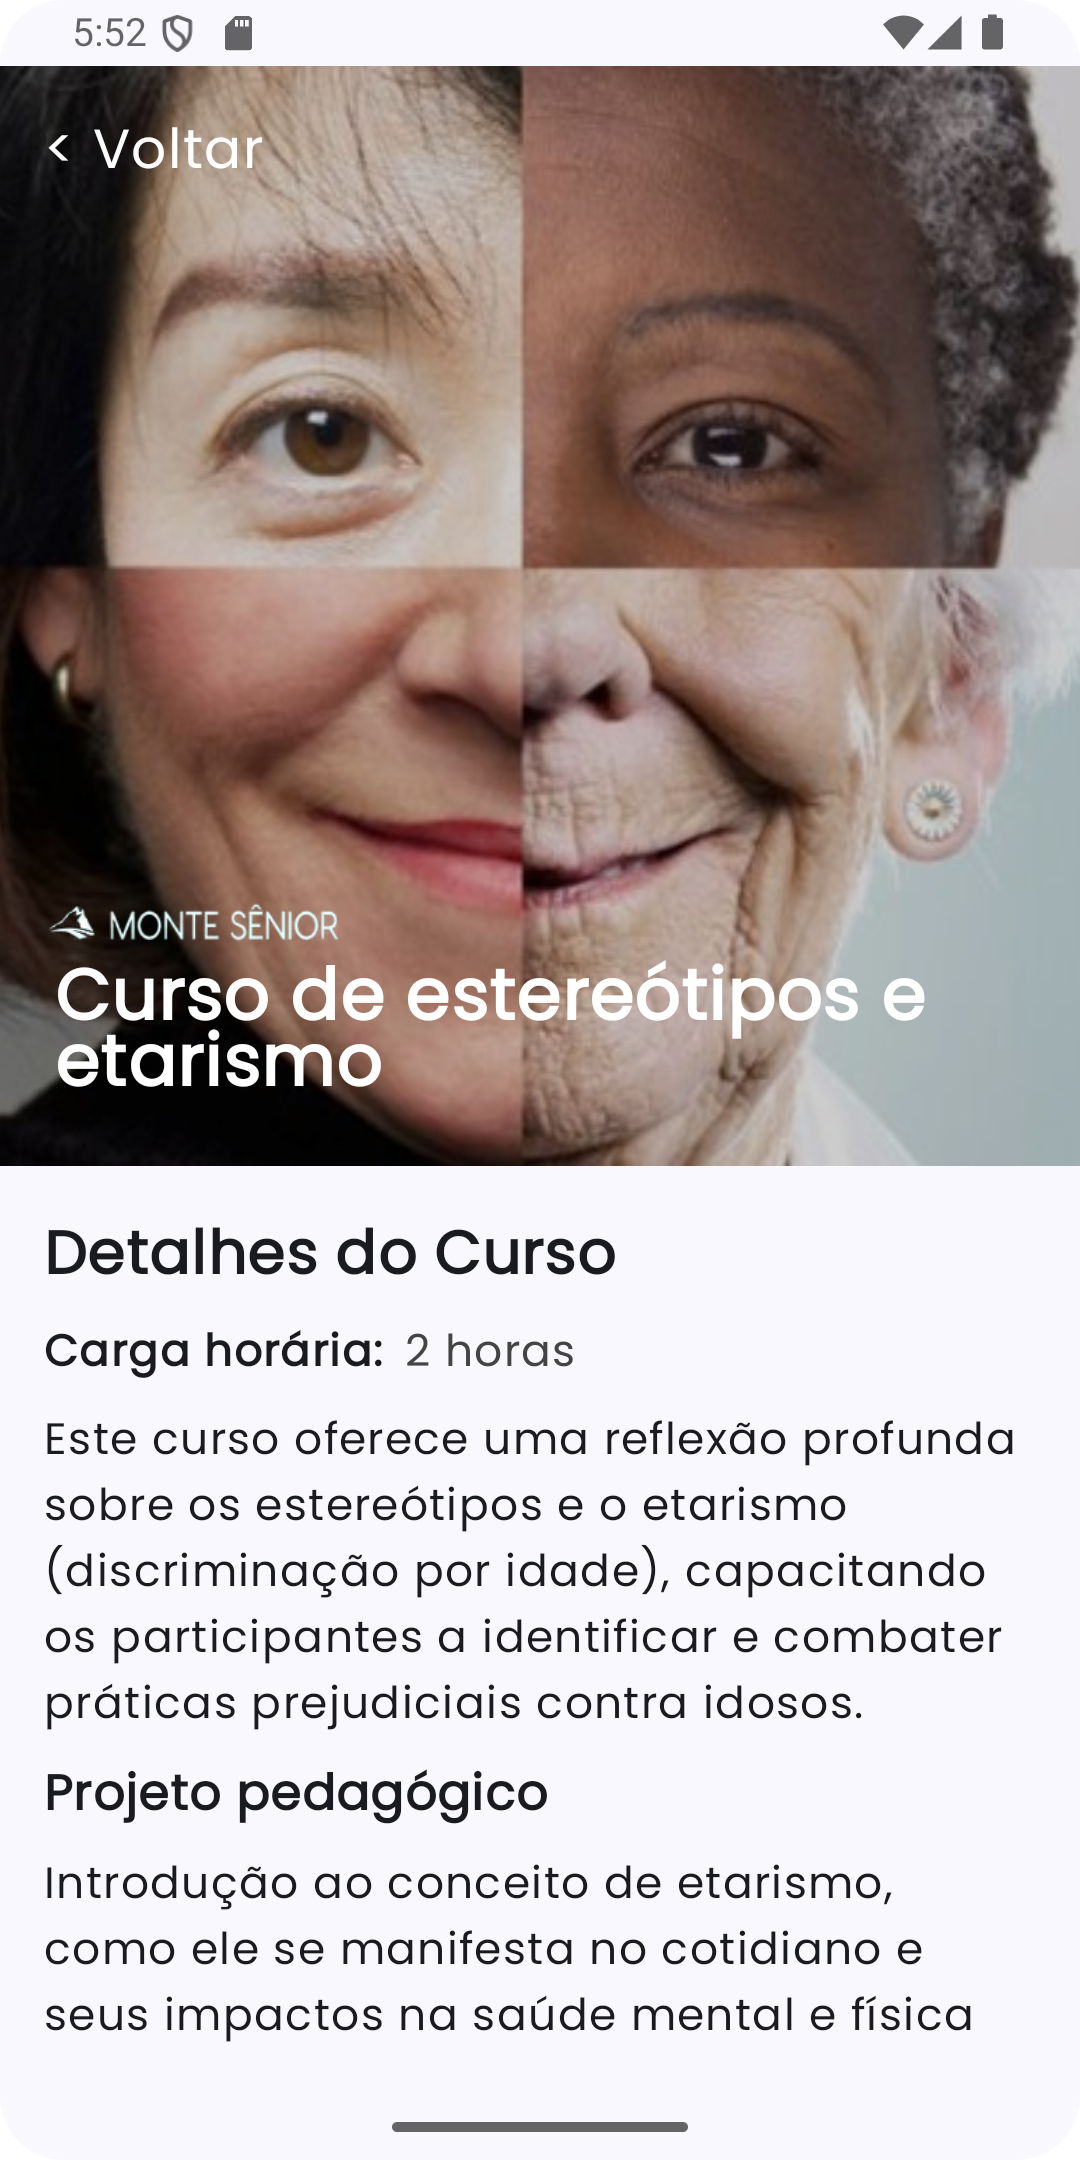 5:52
< Voltar
MONTE SÊNIOR
Curso de estereótipos e
etarismo
Detalhes do Curso
Carga horária: 2 horas
Este curso oferece uma reflexão profunda
sobre os estereótipos e o etarismo
(discriminação por idade), capacitando
os participantes a identificar e combater
práticas prejudiciais contra idosos.
Projeto pedagógico
Introdução ao conceito de etarismo,
como ele se manifesta no cotidiano e
seus impactos na saúde mental e física